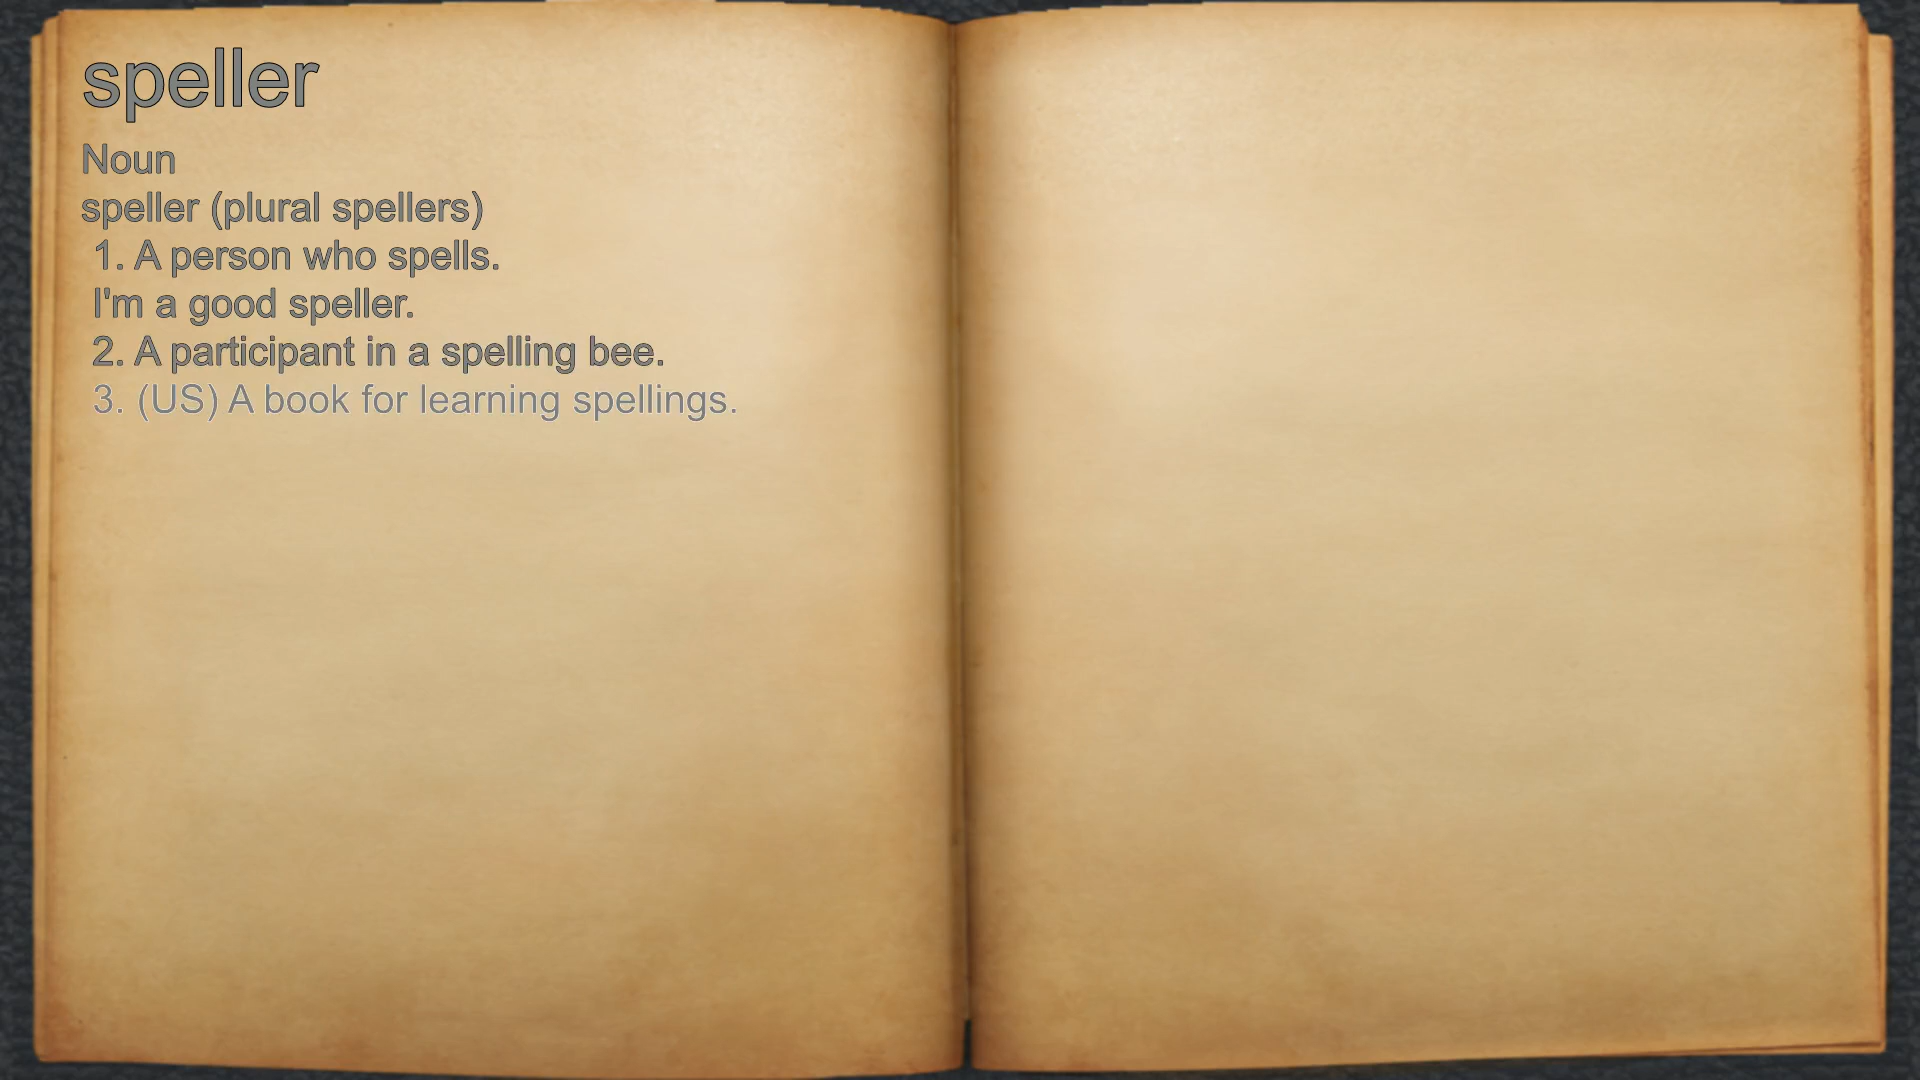 speller
Noun
speller (plural spellers)
1. A person who spells.
I'm a good speller.
2. A participant in a spelling bee.
3. (US) A book for learning spellings.